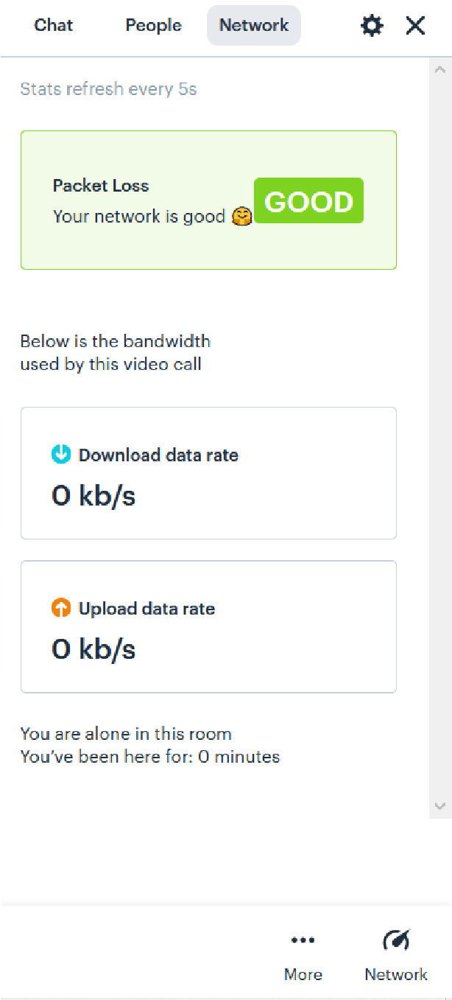 Chat People Network
Stats refresh every 5s
Packet Loss
Your network is good 🤗
GOOD
Below is the bandwidth
used by this video call
Download data rate
0 kb/s
Upload data rate
0 kb/s
You are alone in this room
You’ve been here for: 0 minutes
More Network